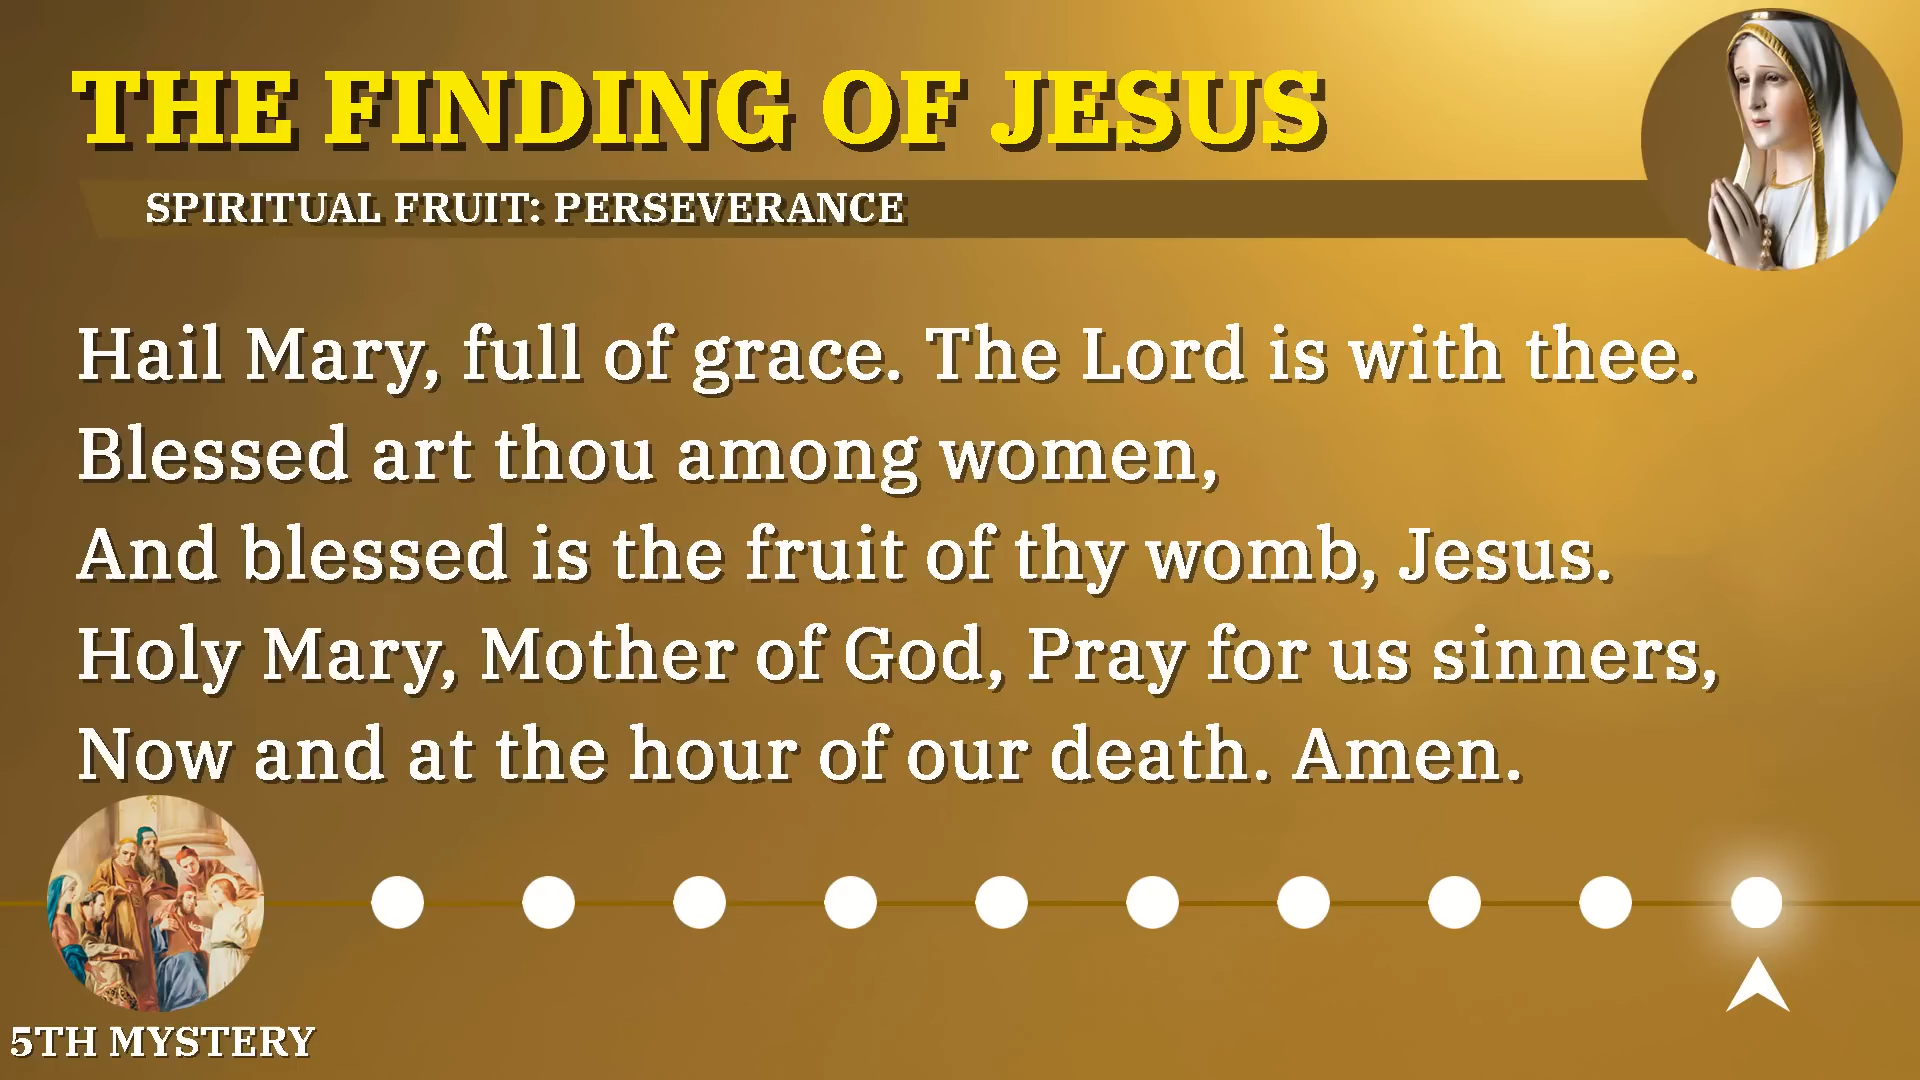 THE FINDING OF JESUS
SPIRITUAL FRUIT: PERSEVERANCE
Hail Mary, full of grace. The Lord is with thee.
Blessed art thou among women,
And blessed is the fruit of thy womb, Jesus.
Holy Mary, Mother of God, Pray for us sinners,
Now and at the hour of our death. Amen.
5TH MYSTERY